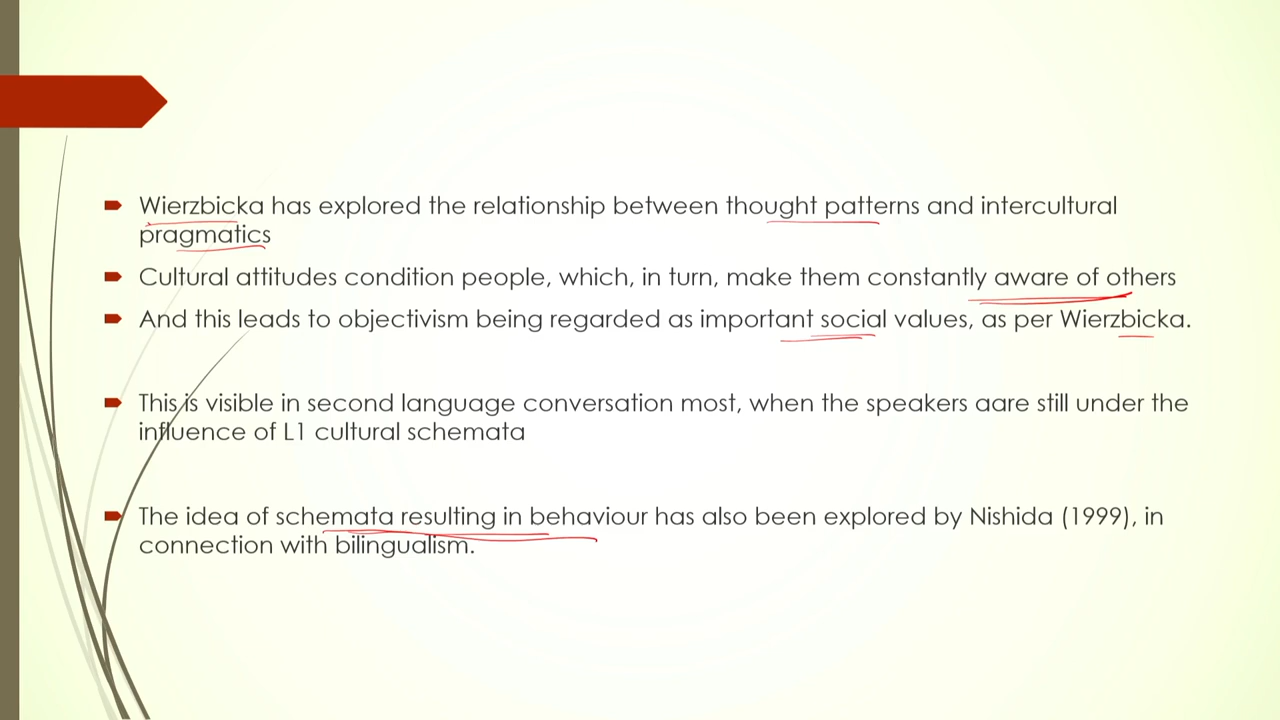 Wierzbicka has explored the relationship between thought patterns and intercultural
pragmatics
Cultural attitudes condition people, which, in turn, make them constantly aware of others
And this leads to objectivism being regarded as important social values, as per Wierzbicka.
This is visible in second language conversation most, when the speakers aare still under the
influence of L1 cultural schemata
The idea of schemata resulting in behaviour has also been explored by Nishida (1999), in
connection with bilingualism.